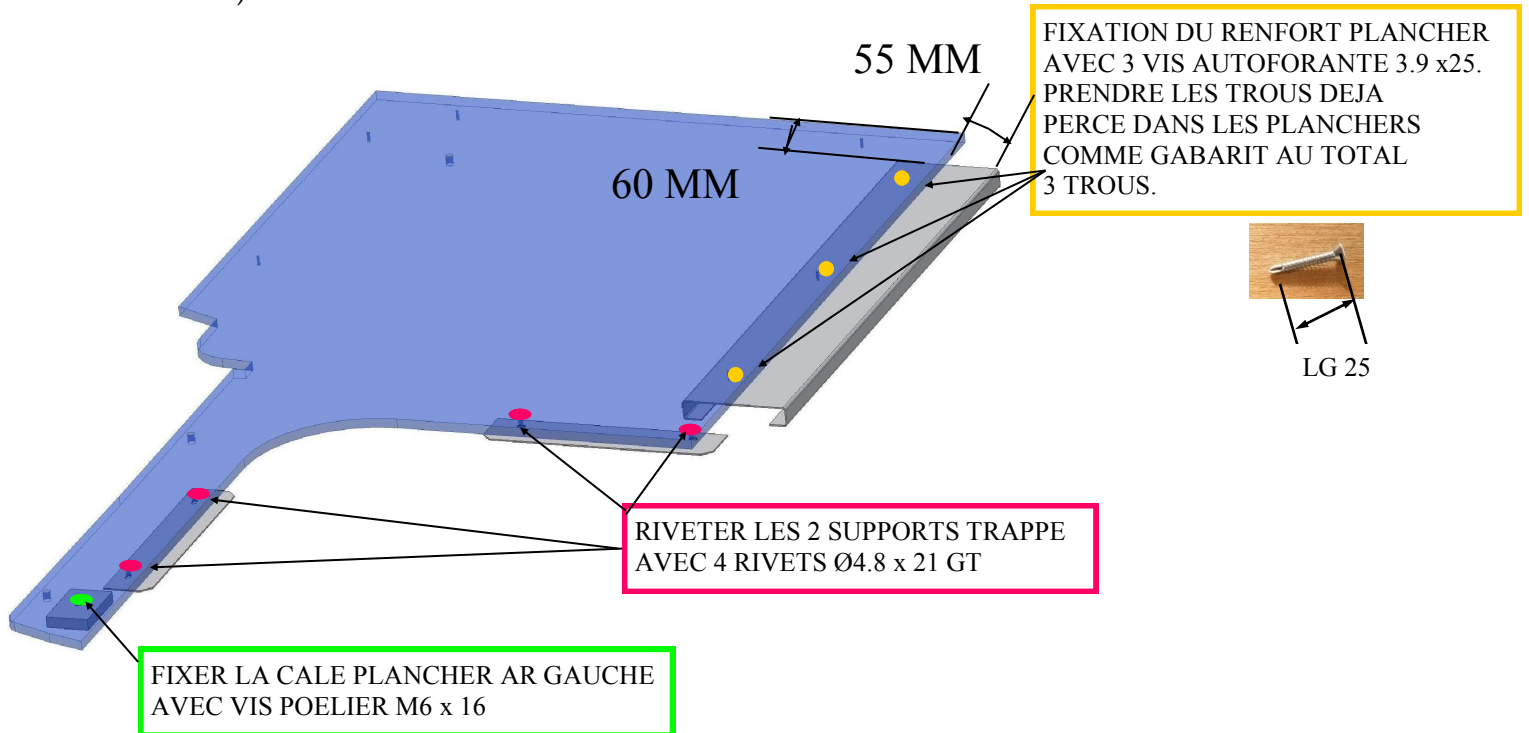 )
55 MM
60 MM
FIXATION DU RENFORT PLANCHER
AVEC 3 VIS AUTOFORANTE 3.9 x25.
PRENDRE LES TROUS DEJA
PERCE DANS LES PLANCHERS
COMME GABARIT AU TOTAL
3 TROUS.
LG 25
RIVETER LES 2 SUPPORTS TRAPPE
AVEC 4 RIVETS Ø4.8 x 21 GT
FIXER LA CALE PLANCHER AR GAUCHE
AVEC VIS POELIER M6 x 16